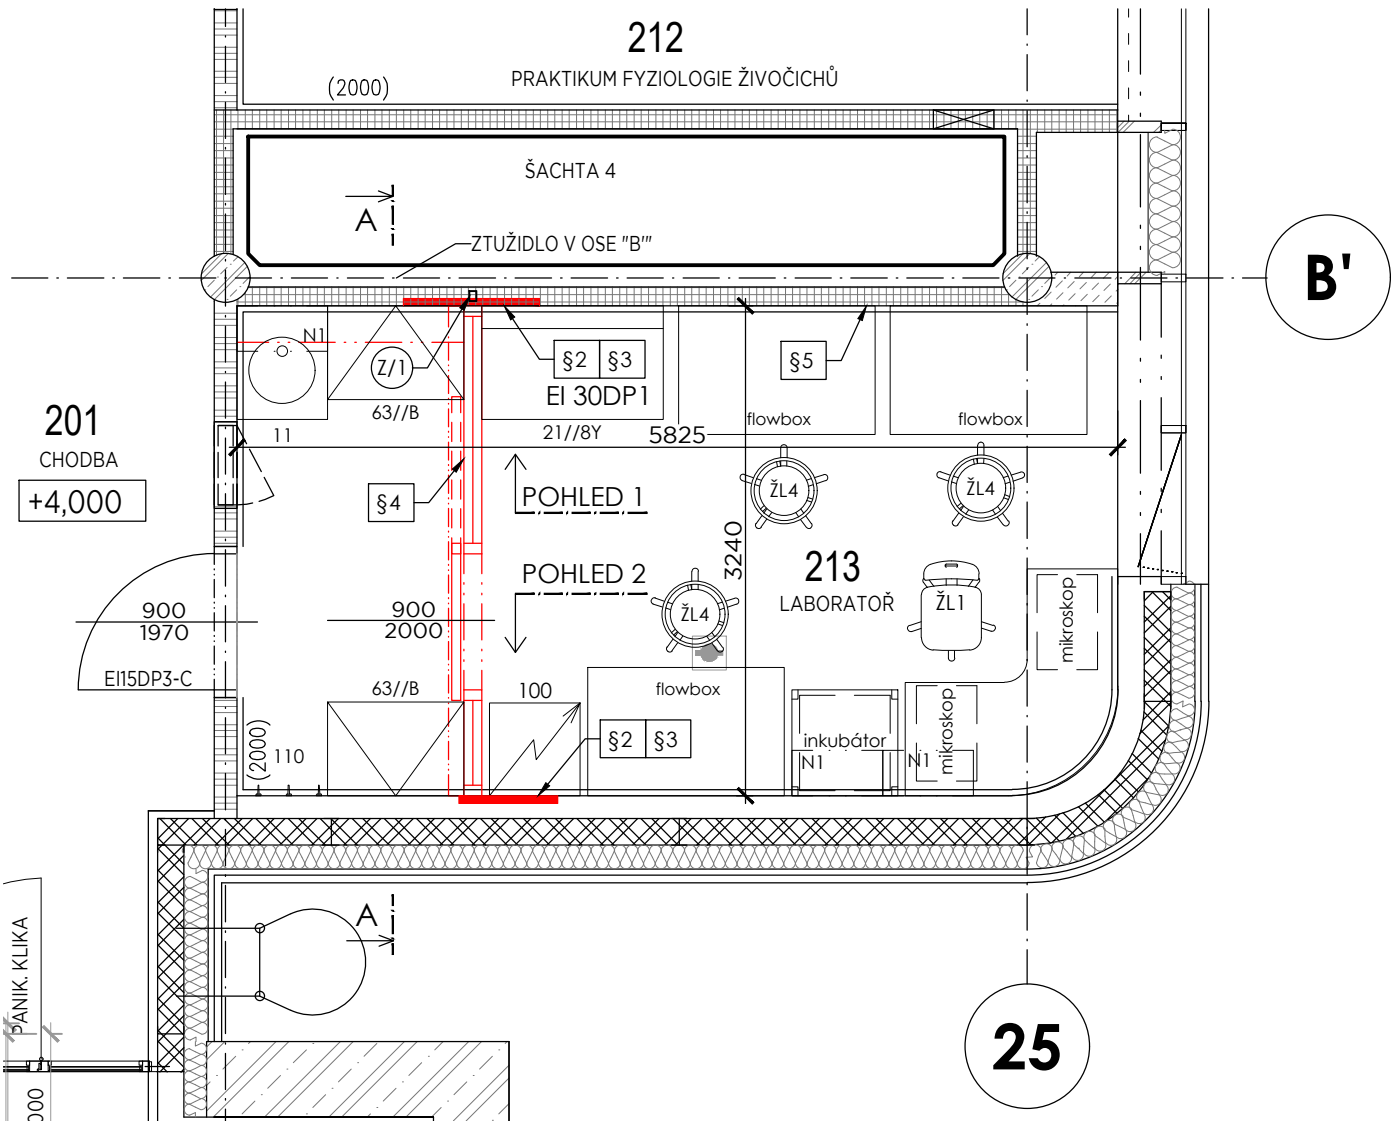 212
PRAKTIKUM FYZIOLOGIE ŽIVOČICHŮ
(2000)
ŠACHTA 4
A
ZTUŽIDLO V OSE "B'"
B'
N1
Z/1
§2 §3
§5
EI 30DP1
201
CHODBA
+4,000
63//B
11
21//8Y
5825
flowbox
flowbox
§4
POHLED 1
ŽL4
ŽL4
3240
213
LABORATOŘ
POHLED 2
900
1970
900
2000
ŽL4
ŽL1
mikroskop
EI15DP3-C
63//B
100
flowbox
(2000)
110
§2 §3
inkubátor
N1
N1
mikroskop
A
PANIK. KLIKA
25
000